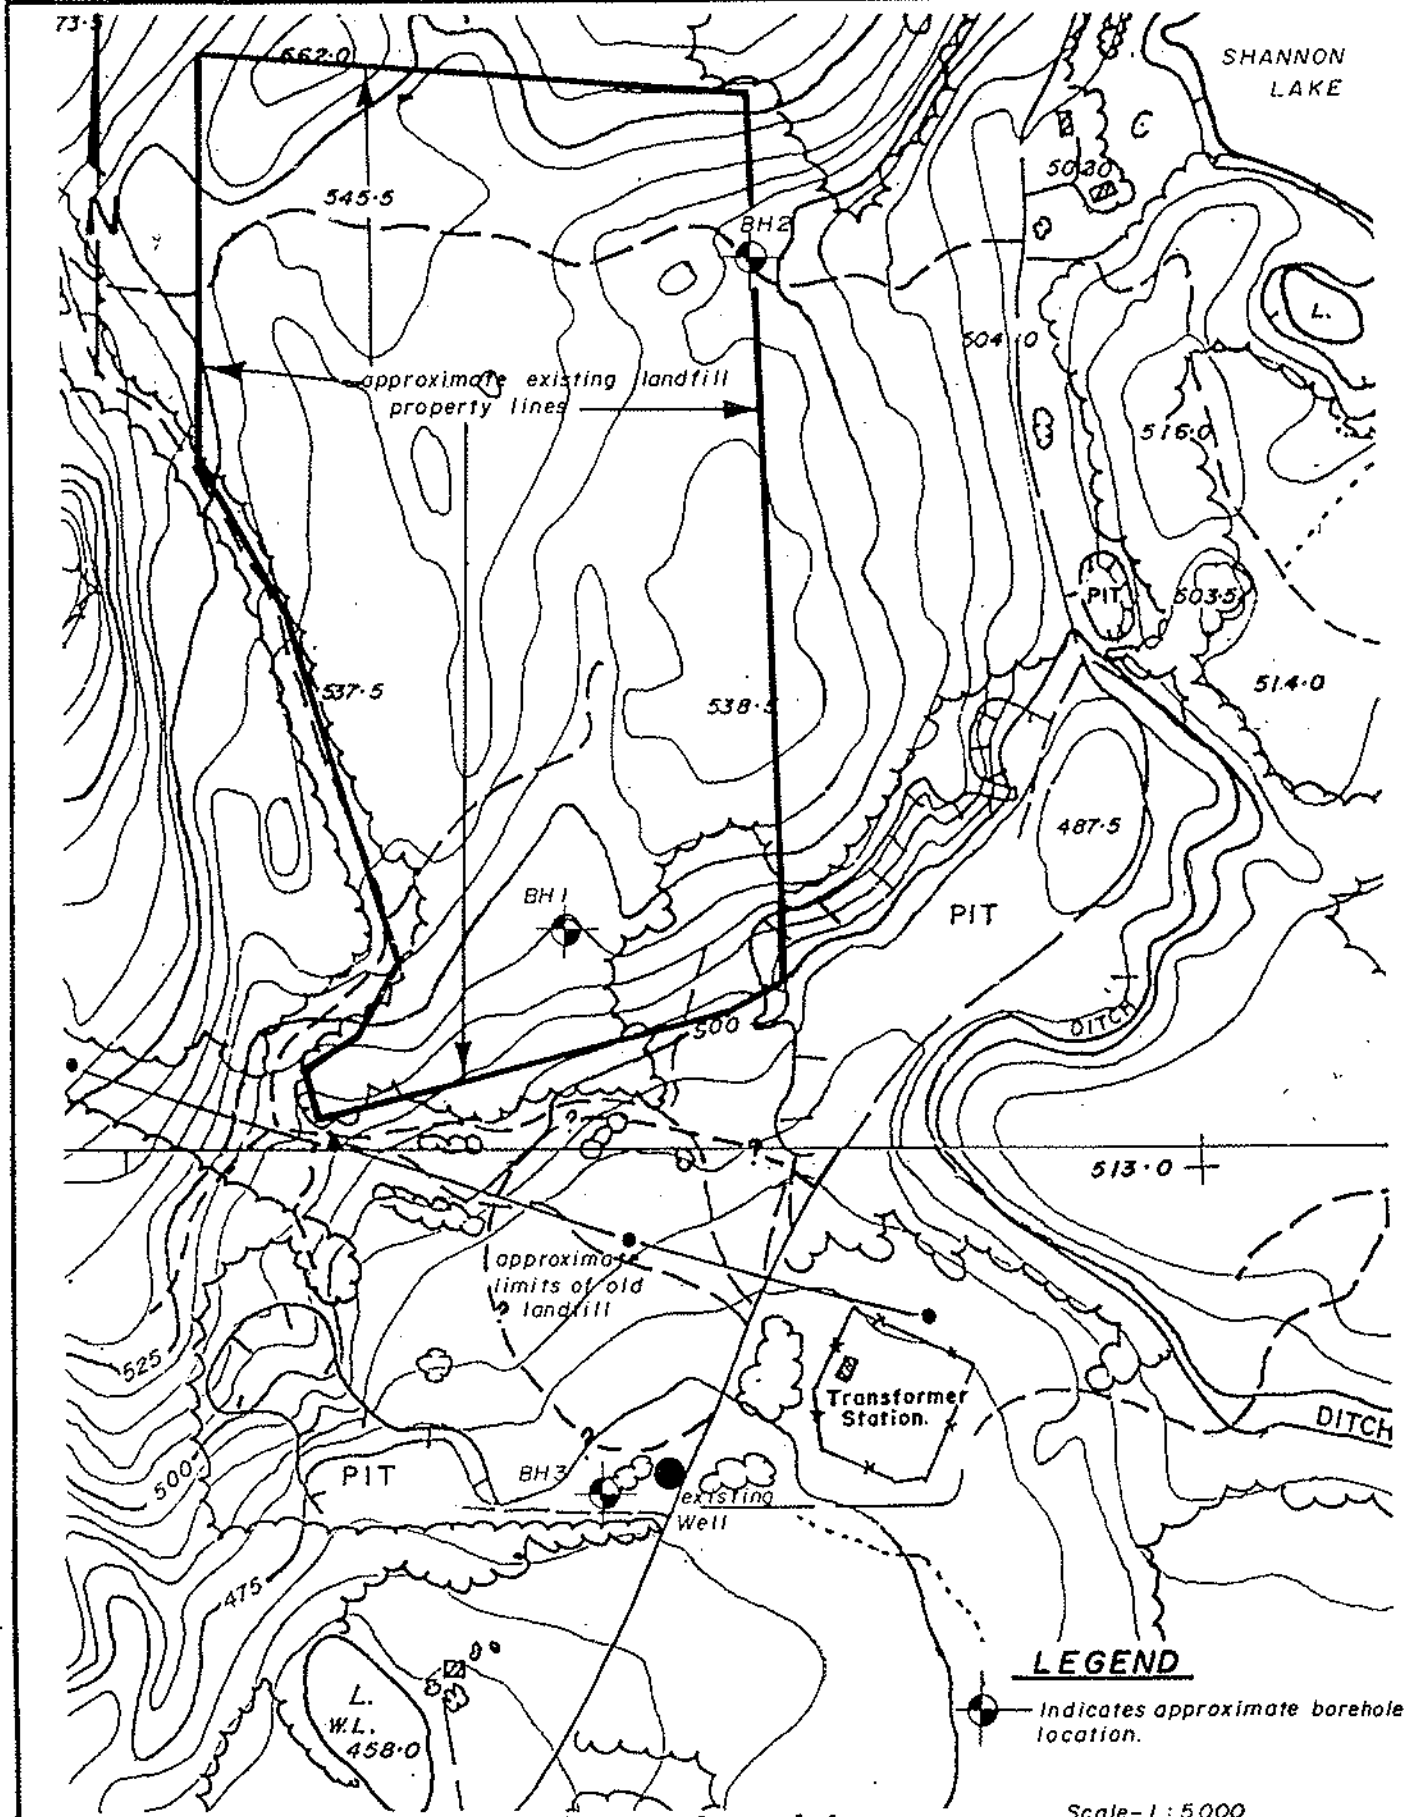 73.5
562.0
SHANNON
LAKE
545.5
BH2
L.
504.0
approximate existing landfill
property lines
516.0
PIT
503.5
537.5
538.5
514.0
487.5
BH1
PIT
500
DITCH
513.0
approximate
limits of old
landfill
?
?
?
?
525
Transformer
Station.
DITCH
500
PIT
BH3
existing
Well
475
LEGEND
L.
W.L.
458.0
Indicates approximate borehole
location.
Scale-1:5000